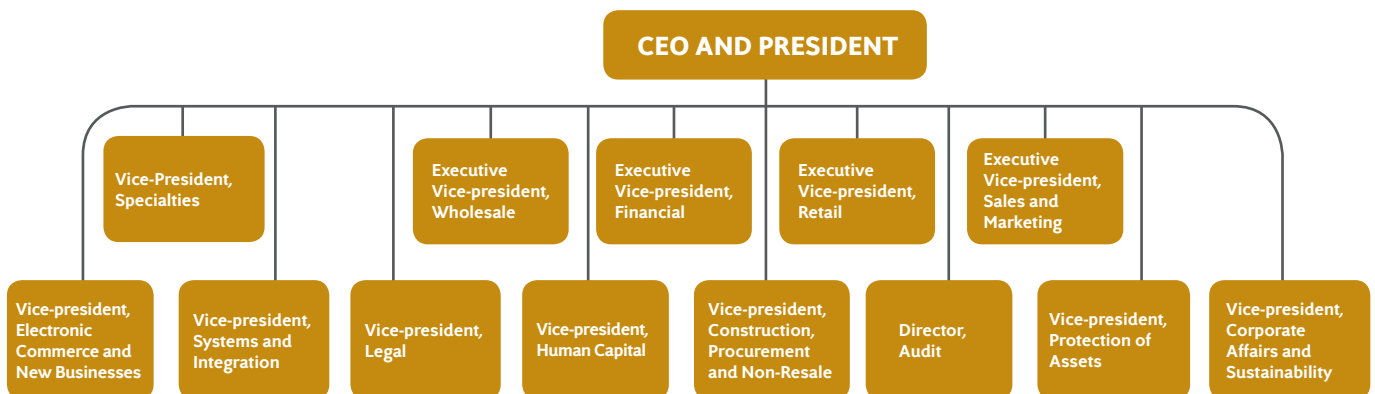 CEO AND PRESIDENT
Vice-President,
Specialties
Executive
Vice-president,
Wholesale
Executive
Vice-president,
Financial
Executive
Vice-president,
Retail
Executive
Vice-president,
Sales and
Marketing
Vice-president,
Electronic
Commerce and
New Businesses
Vice-president,
Systems and
Integration
Vice-president,
Legal
Vice-president,
Human Capital
Vice-president,
Construction,
Procurement
and Non-Resale
Director,
Audit
Vice-president,
Protection of
Assets
Vice-president,
Corporate
Affairs and
Sustainability